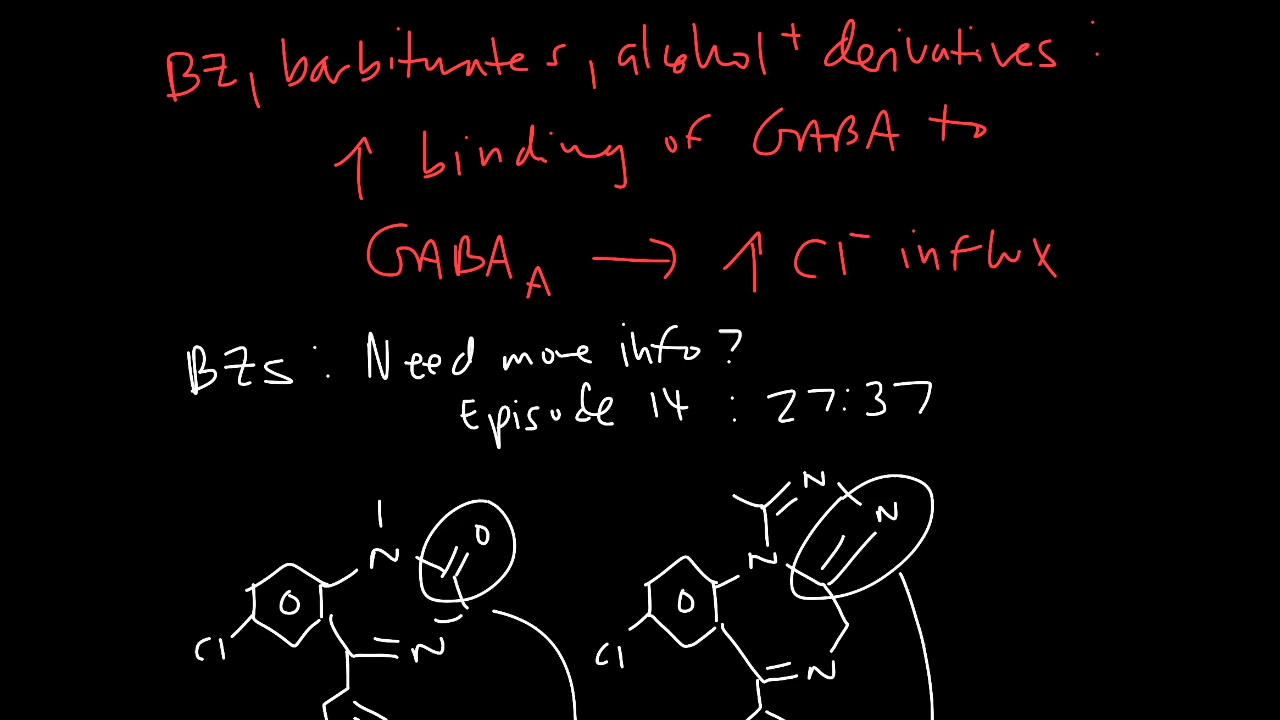 BZ, barbiturates, alcohol + derivatives :
↑ binding of GABA to
GABA A → ↑ Cl⁻ influx
BZs : Need more info ?
Episode 14 : 27:37
N
O
N
Cl
N
N
N
N
Cl